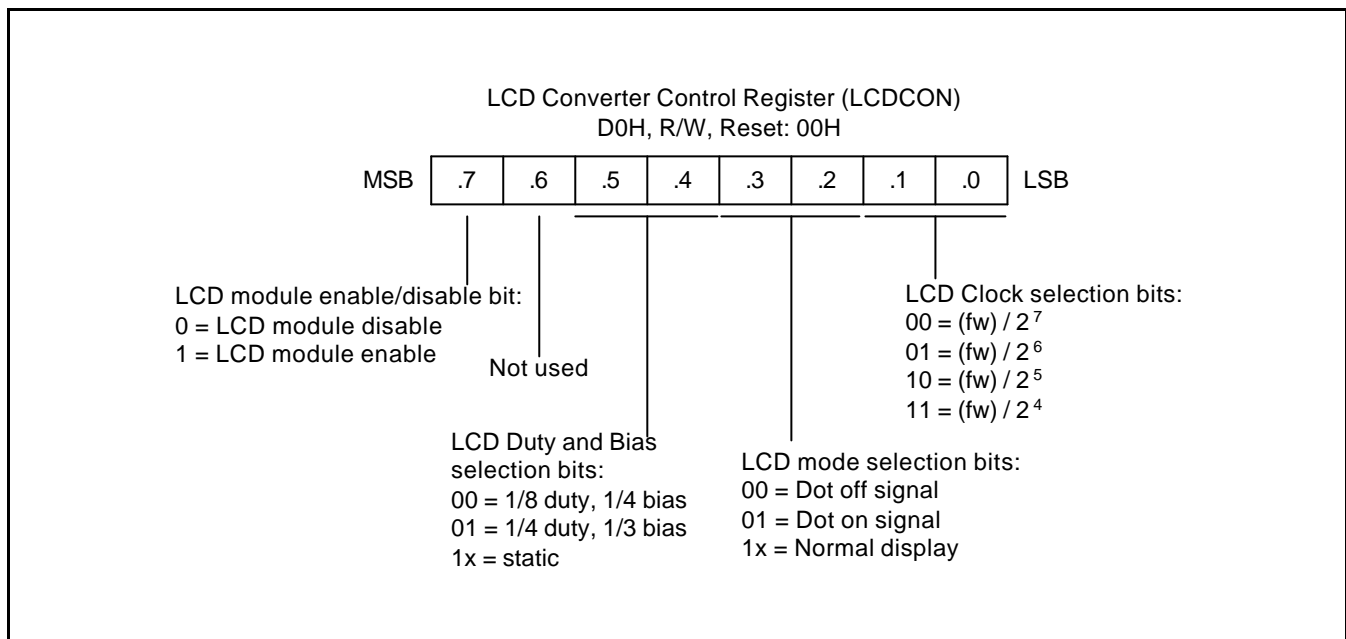 LCD Converter Control Register (LCDCON)
D0H, R/W, Reset: 00H
MSB .7 .6 .5 .4 .3 .2 .1 .0 LSB
LCD module enable/disable bit:
0 = LCD module disable
1 = LCD module enable
Not used
LCD Duty and Bias
selection bits:
00 = 1/8 duty, 1/4 bias
01 = 1/4 duty, 1/3 bias
1x = static
LCD mode selection bits:
00 = Dot off signal
01 = Dot on signal
1x = Normal display
LCD Clock selection bits:
00 = (fw) / 2⁷
01 = (fw) / 2⁶
10 = (fw) / 2⁵
11 = (fw) / 2⁴